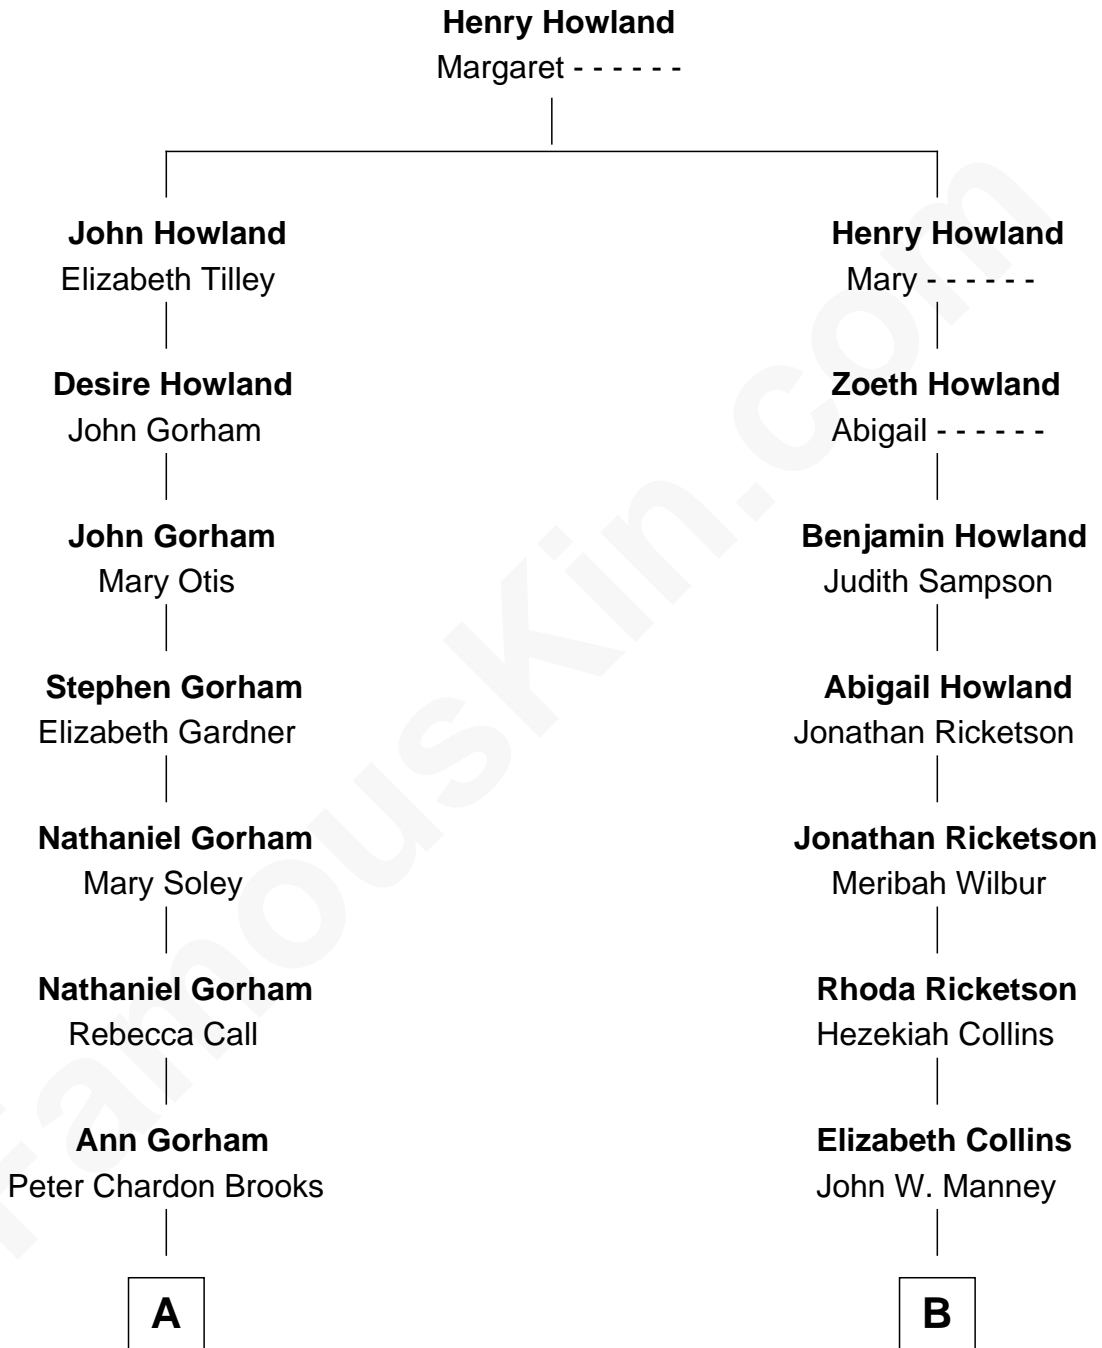 Henry Howland
Margaret - - - - - -
John Howland
Elizabeth Tilley
Henry Howland
Mary - - - - - -
Desire Howland
John Gorham
Zoeth Howland
Abigail - - - - - -
John Gorham
Mary Otis
Benjamin Howland
Judith Sampson
Stephen Gorham
Elizabeth Gardner
Abigail Howland
Jonathan Ricketson
Nathaniel Gorham
Mary Soley
Jonathan Ricketson
Meribah Wilbur
Nathaniel Gorham
Rebecca Call
Rhoda Ricketson
Hezekiah Collins
Ann Gorham
Peter Chardon Brooks
Elizabeth Collins
John W. Manney
A
B
FamousKin.com